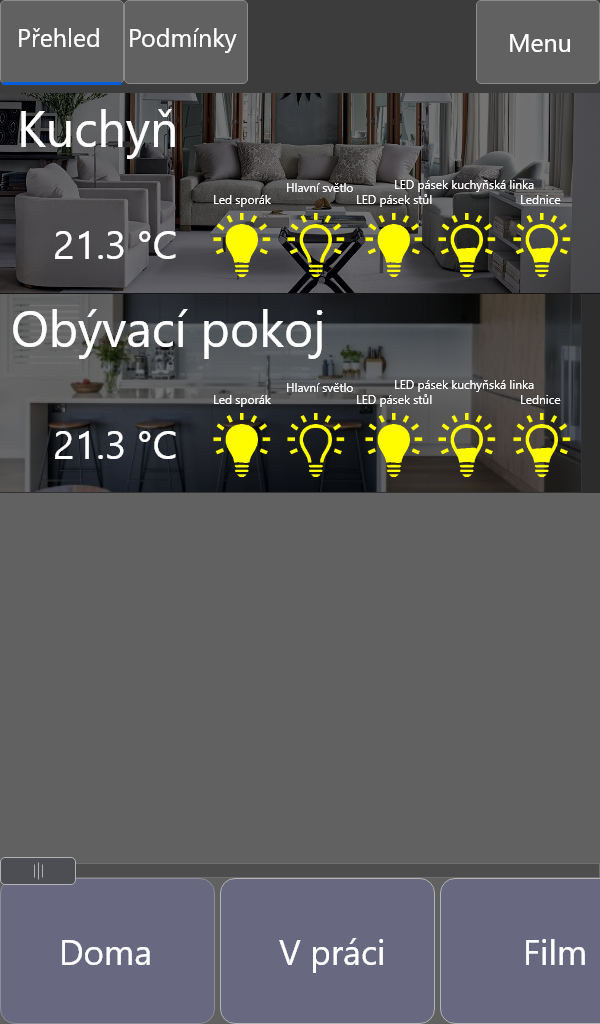 Přehled
Podmínky
Menu
Kuchyň
Led sporák
Hlavní světlo
LED pásek stůl
LED pásek kuchyňská linka
Lednice
21.3 °C
Obývací pokoj
Led sporák
Hlavní světlo
LED pásek stůl
LED pásek kuchyňská linka
Lednice
21.3 °C
Doma
V práci
Film